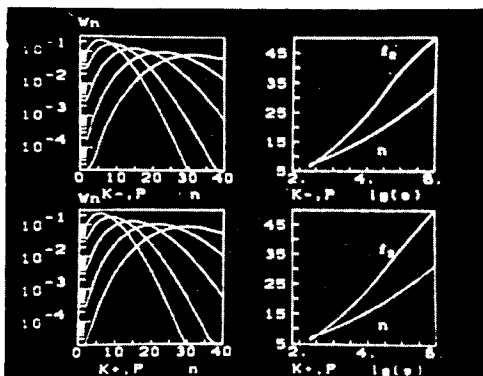 Wn
10⁻¹
10⁻²
10⁻³
10⁻⁴
0 10 20 30 40
K-,P n
45
35
25
15
5
f₂
n
2. 4. 6.
K-,P lg(s)
Wn
10⁻¹
10⁻²
10⁻³
10⁻⁴
0 10 20 30 40
K+,P n
45
35
25
15
5
f₂
n
2. 4. 6.
K+,P lg(s)